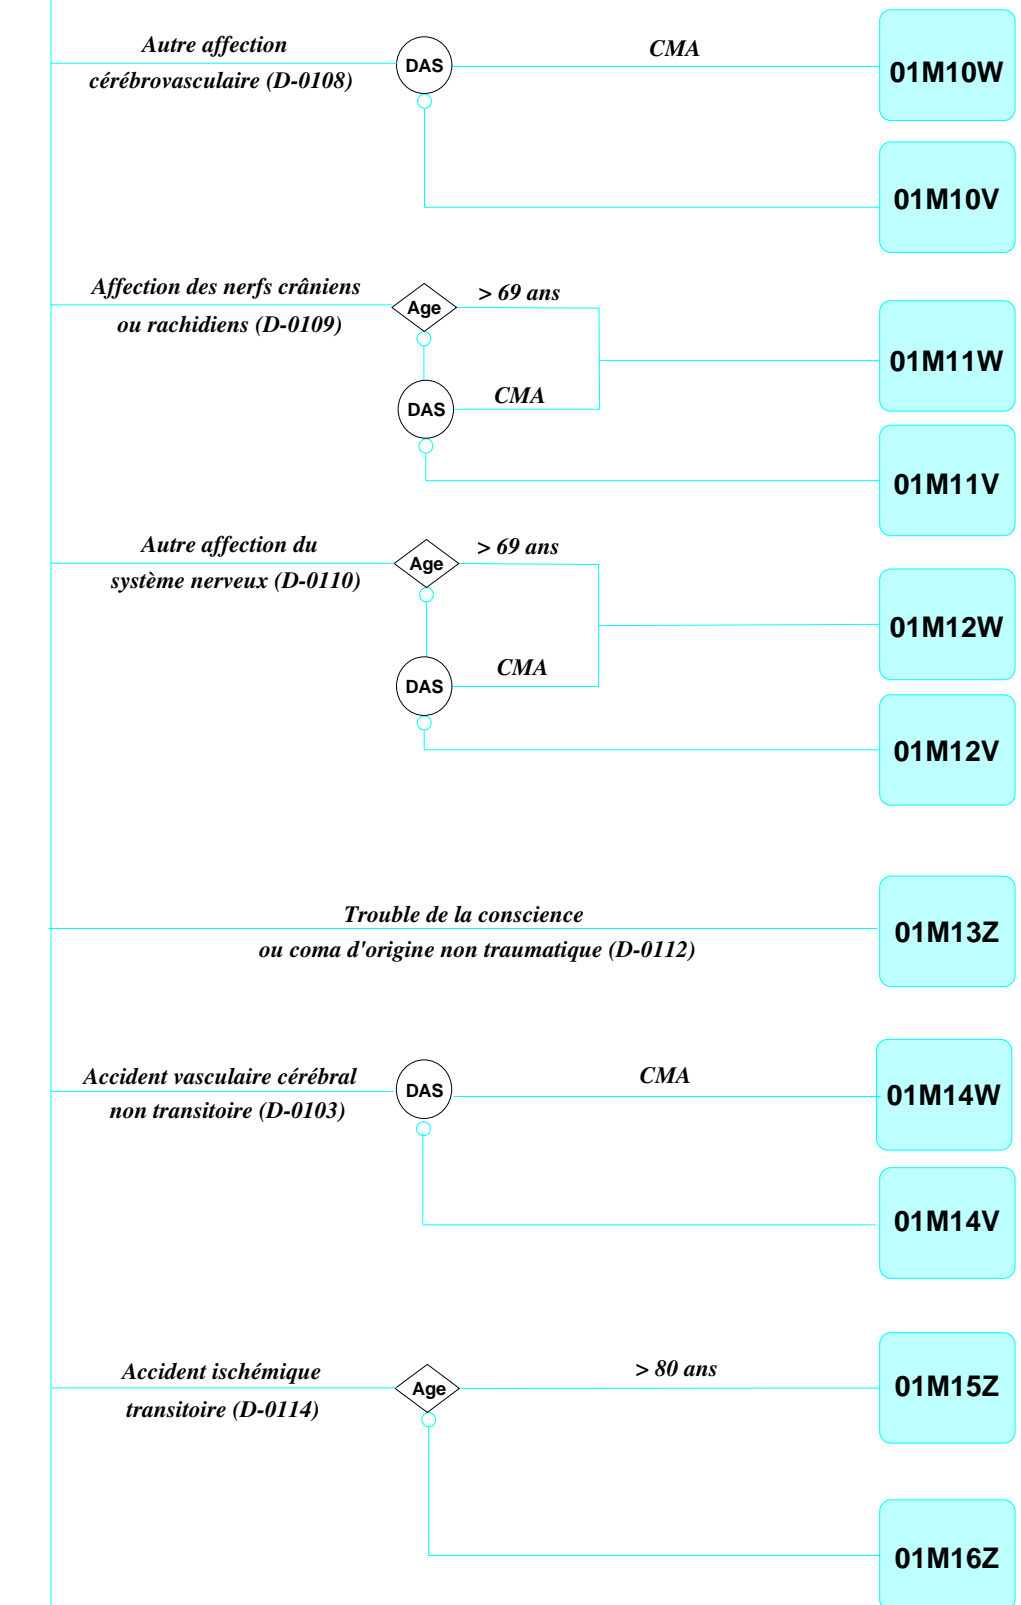 Autre affection
cérébrovasculaire (D-0108)
DAS
CMA
01M10W
01M10V
Affection des nerfs crâniens
ou rachidiens (D-0109)
Age
> 69 ans
DAS
CMA
01M11W
01M11V
Autre affection du
système nerveux (D-0110)
Age
> 69 ans
DAS
CMA
01M12W
01M12V
Trouble de la conscience
ou coma d'origine non traumatique (D-0112)
01M13Z
Accident vasculaire cérébral
non transitoire (D-0103)
DAS
CMA
01M14W
01M14V
Accident ischémique
transitoire (D-0114)
Age
> 80 ans
01M15Z
01M16Z